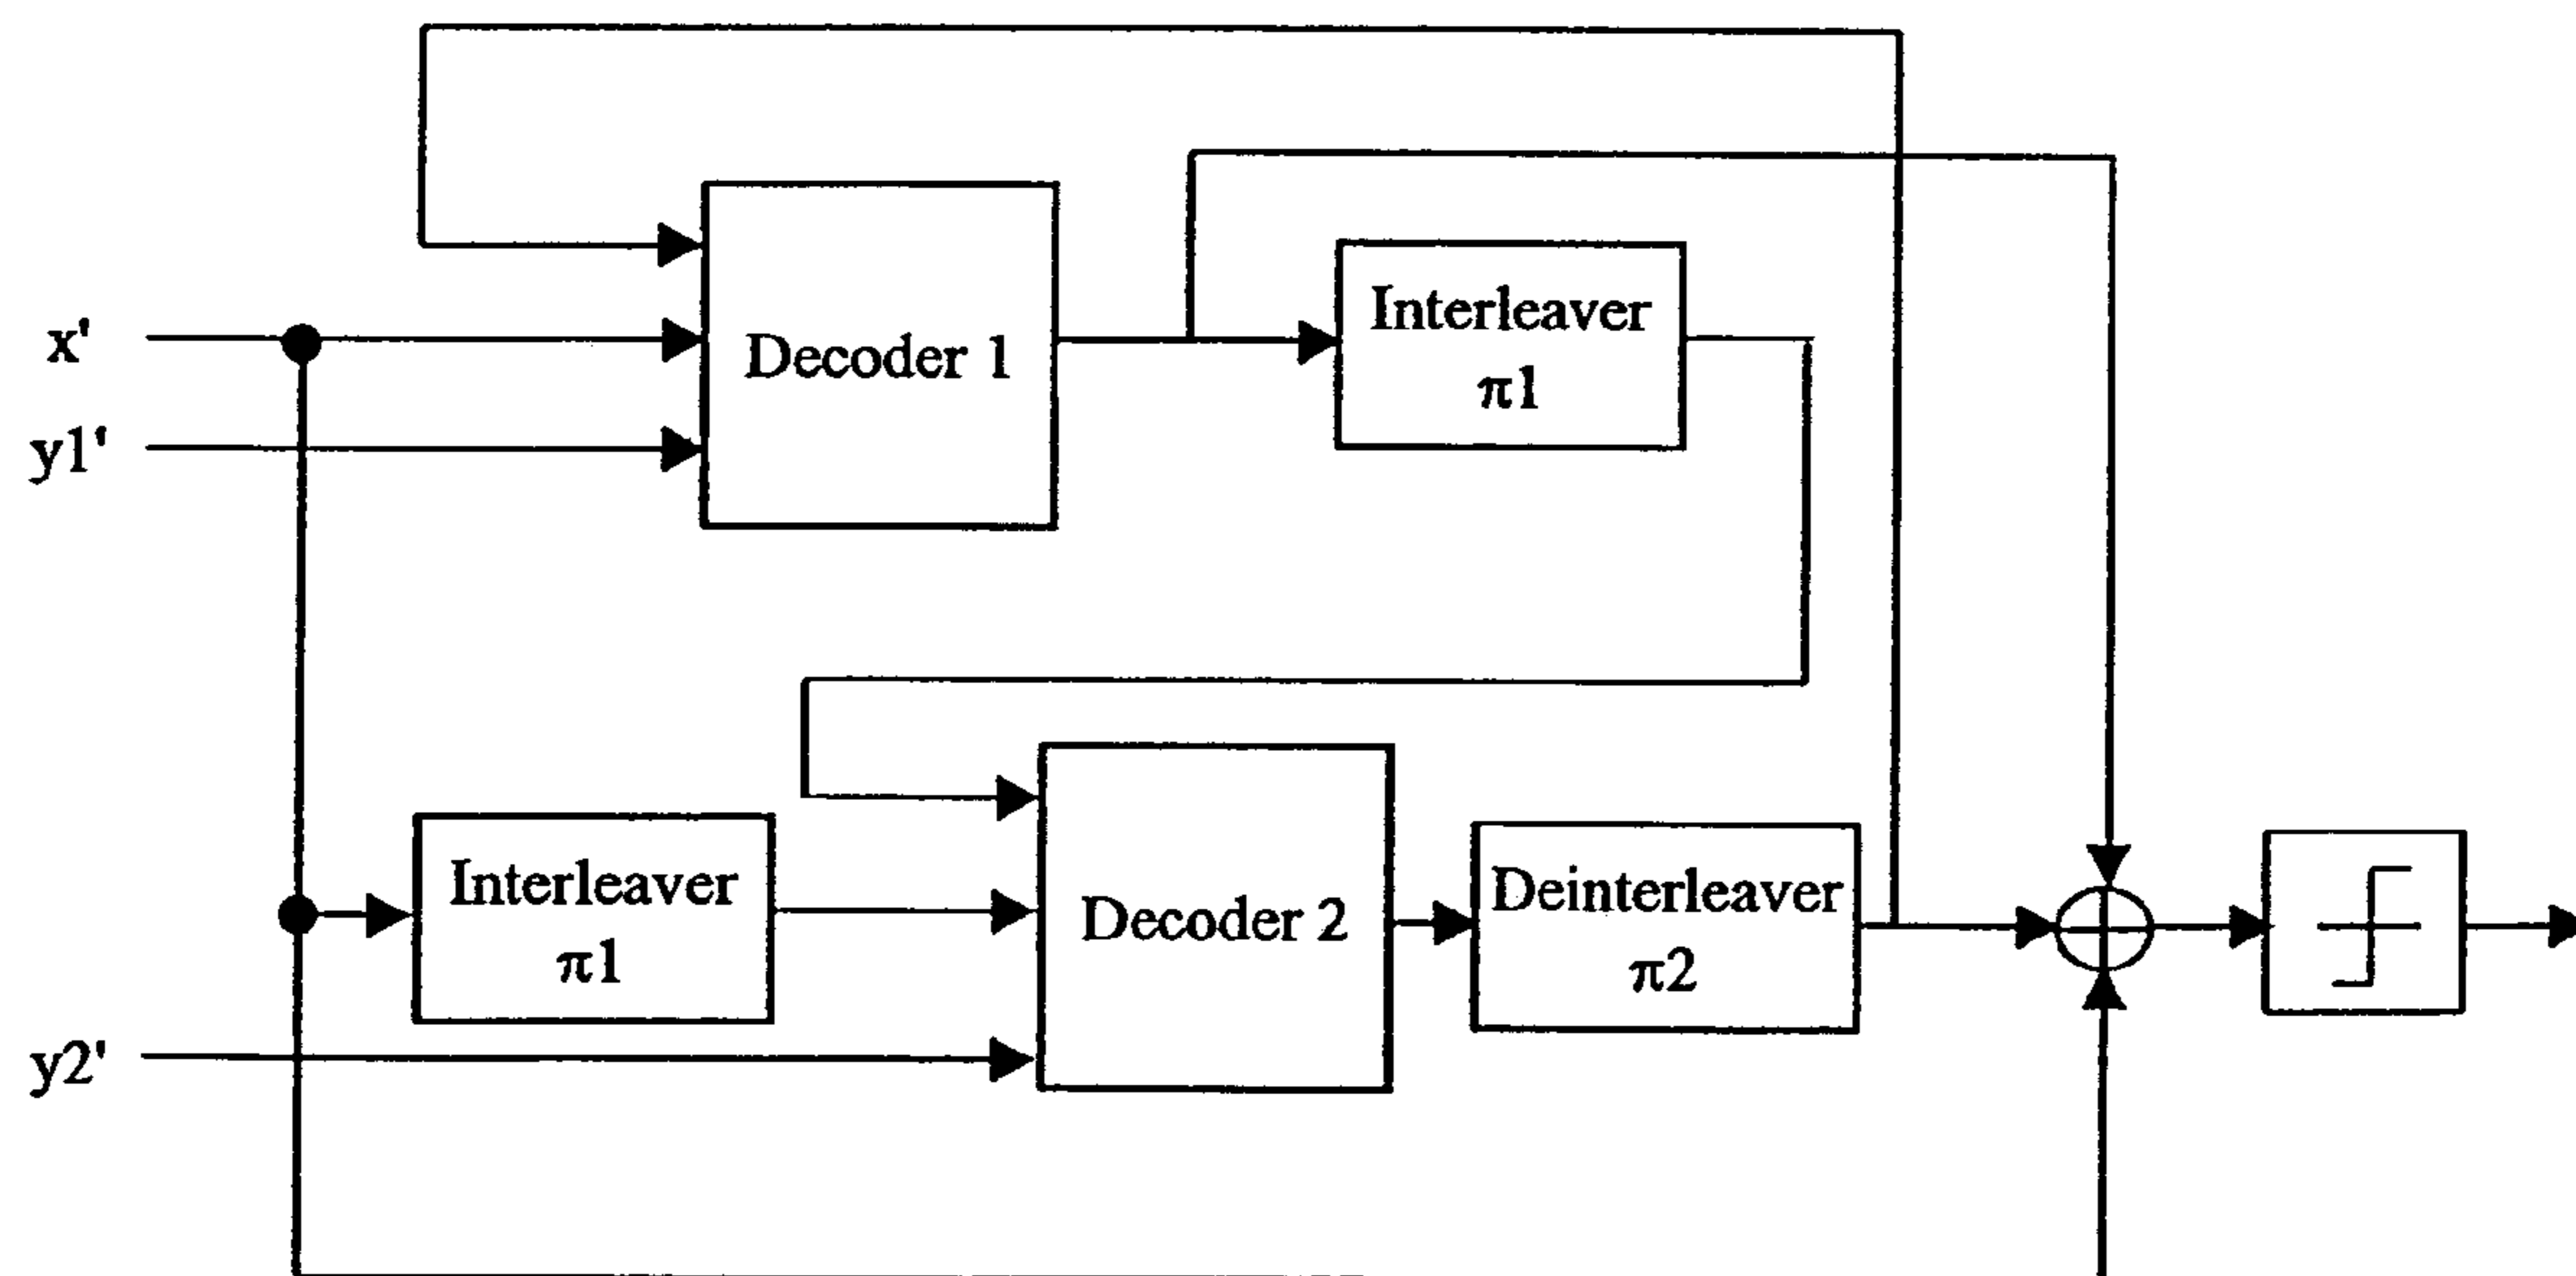 x'
y1'
Decoder 1
Interleaver
π1
Interleaver
π1
Decoder 2
Deinterleaver
π2
y2'